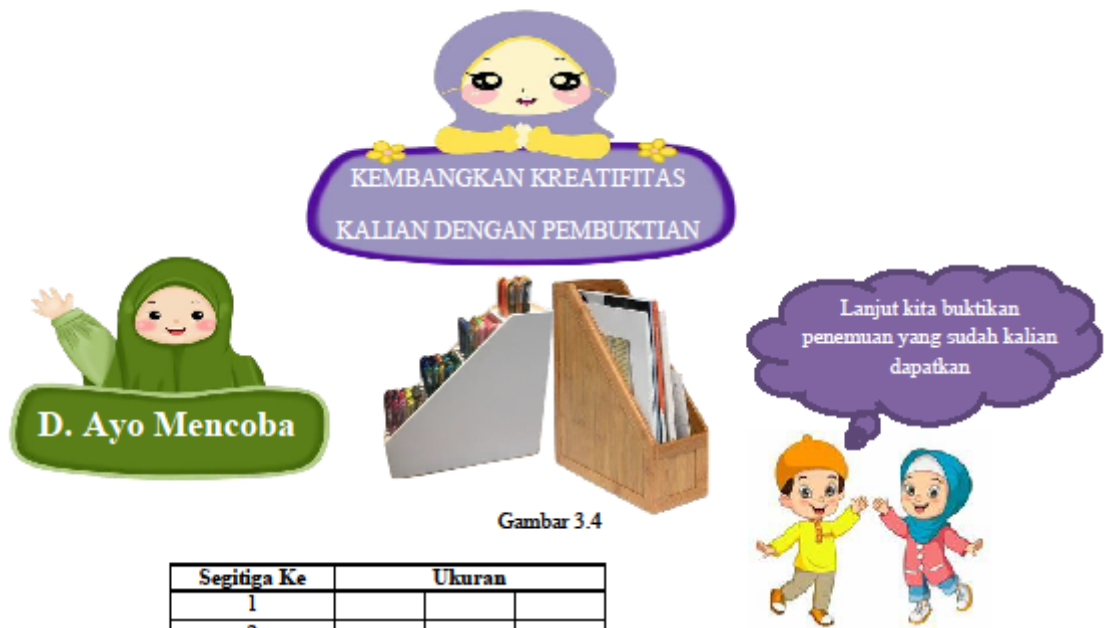 KEMBANGKAN KREATIFITAS
KALIAN DENGAN PEMBUKTIAN
D. Ayo Mencoba
Lanjut kita buktikan
penemuan yang sudah kalian
dapatkan
Gambar 3.4
Segitiga Ke Ukuran
1